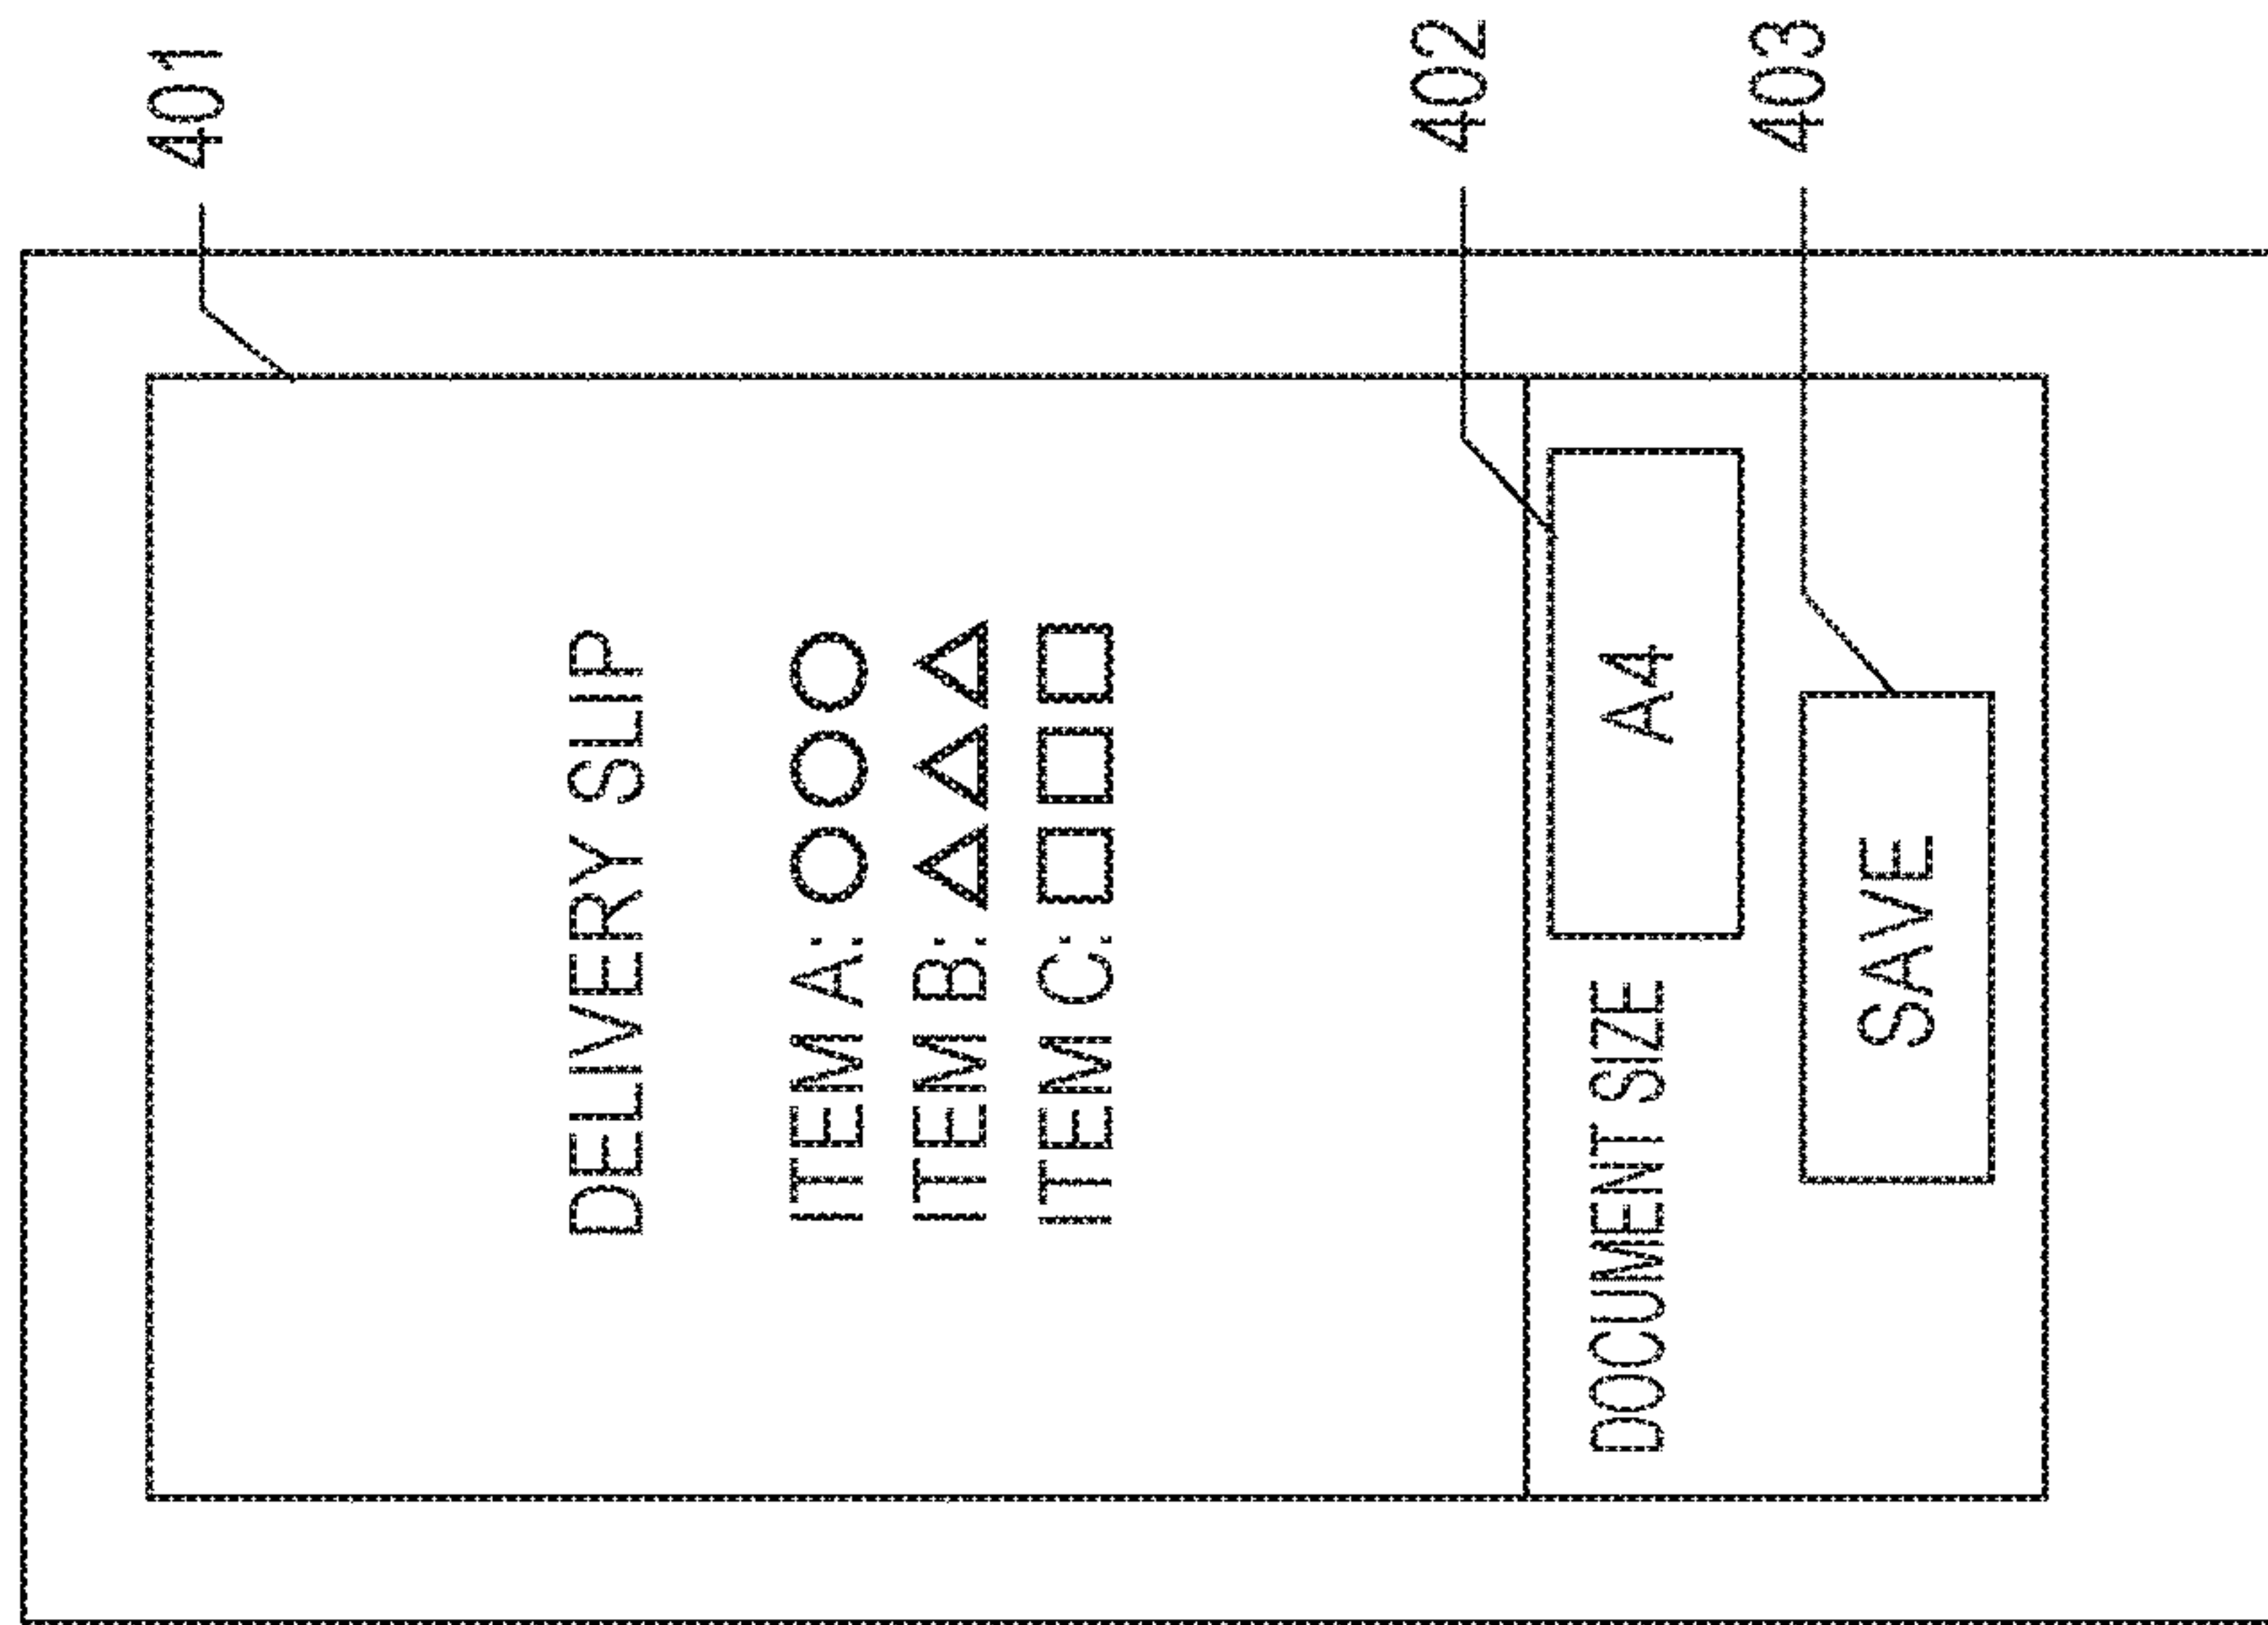 401
DELIVERY SLIP
ITEM A: ○○○
ITEM B: △△△
ITEM C: □□□
402
DOCUMENT SIZE A4
403
SAVE